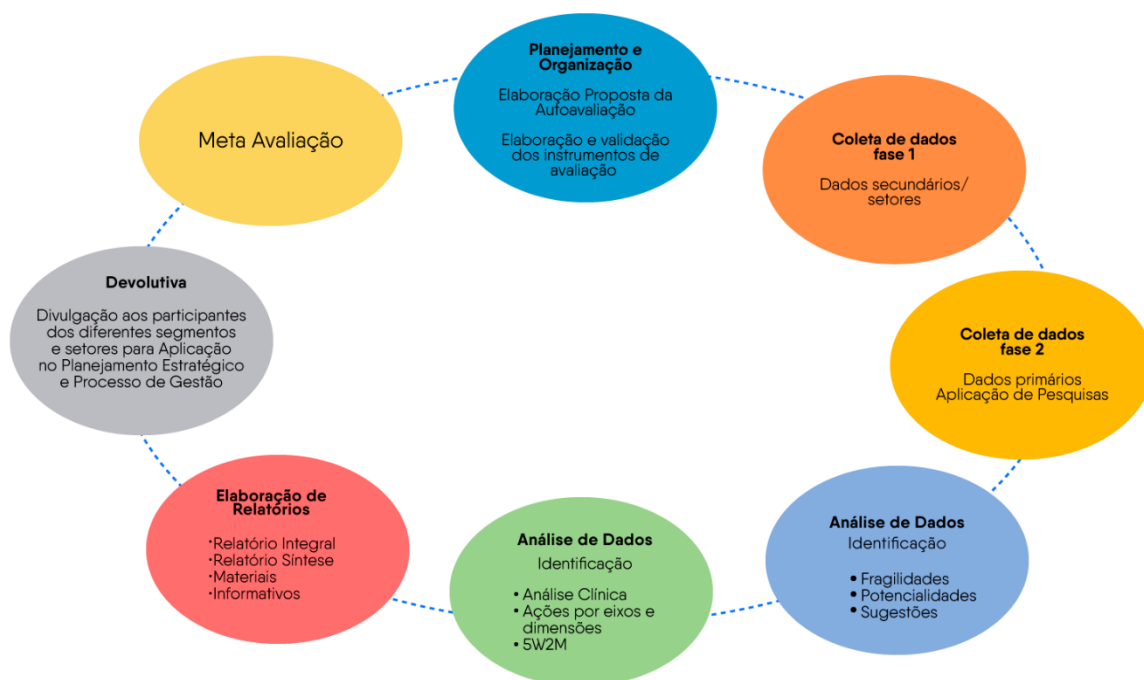 Planejamento e
Organização
Elaboração Proposta da
Autoavaliação
Elaboração e validação
dos instrumentos de
avaliação
Coleta de dados
fase 1
Dados secundários/
setores
Coleta de dados
fase 2
Dados primários
Aplicação de Pesquisas
Análise de Dados
Identificação
• Fragilidades
• Potencialidades
• Sugestões
Análise de Dados
Identificação
• Análise Clínica
• Ações por eixos e
dimensões
• 5W2M
Elaboração de
Relatórios
·Relatório Integral
·Relatório Síntese
·Materiais
·Informativos
Devolutiva
Divulgação aos participantes
dos diferentes segmentos
e setores para Aplicação
no Planejamento Estratégico
e Processo de Gestão
Meta Avaliação